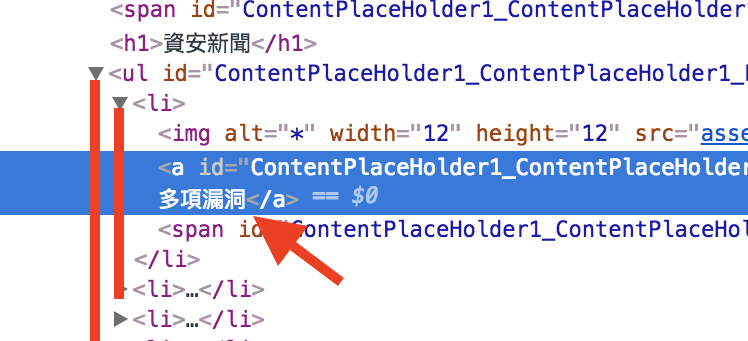 <span id="ContentPlaceHolder1_ContentPlaceHolder
<h1>資安新聞</h1>
<ul id="ContentPlaceHolder1_ContentPlaceHolder1_
<li>
<img alt="*" width="12" height="12" src="asse
<a id="ContentPlaceHolder1_ContentPlaceHolder
多項漏洞</a> == $0
<span id="ContentPlaceHolder1_ContentPlaceHol
</li>
<li>…</li>
<li>…</li>